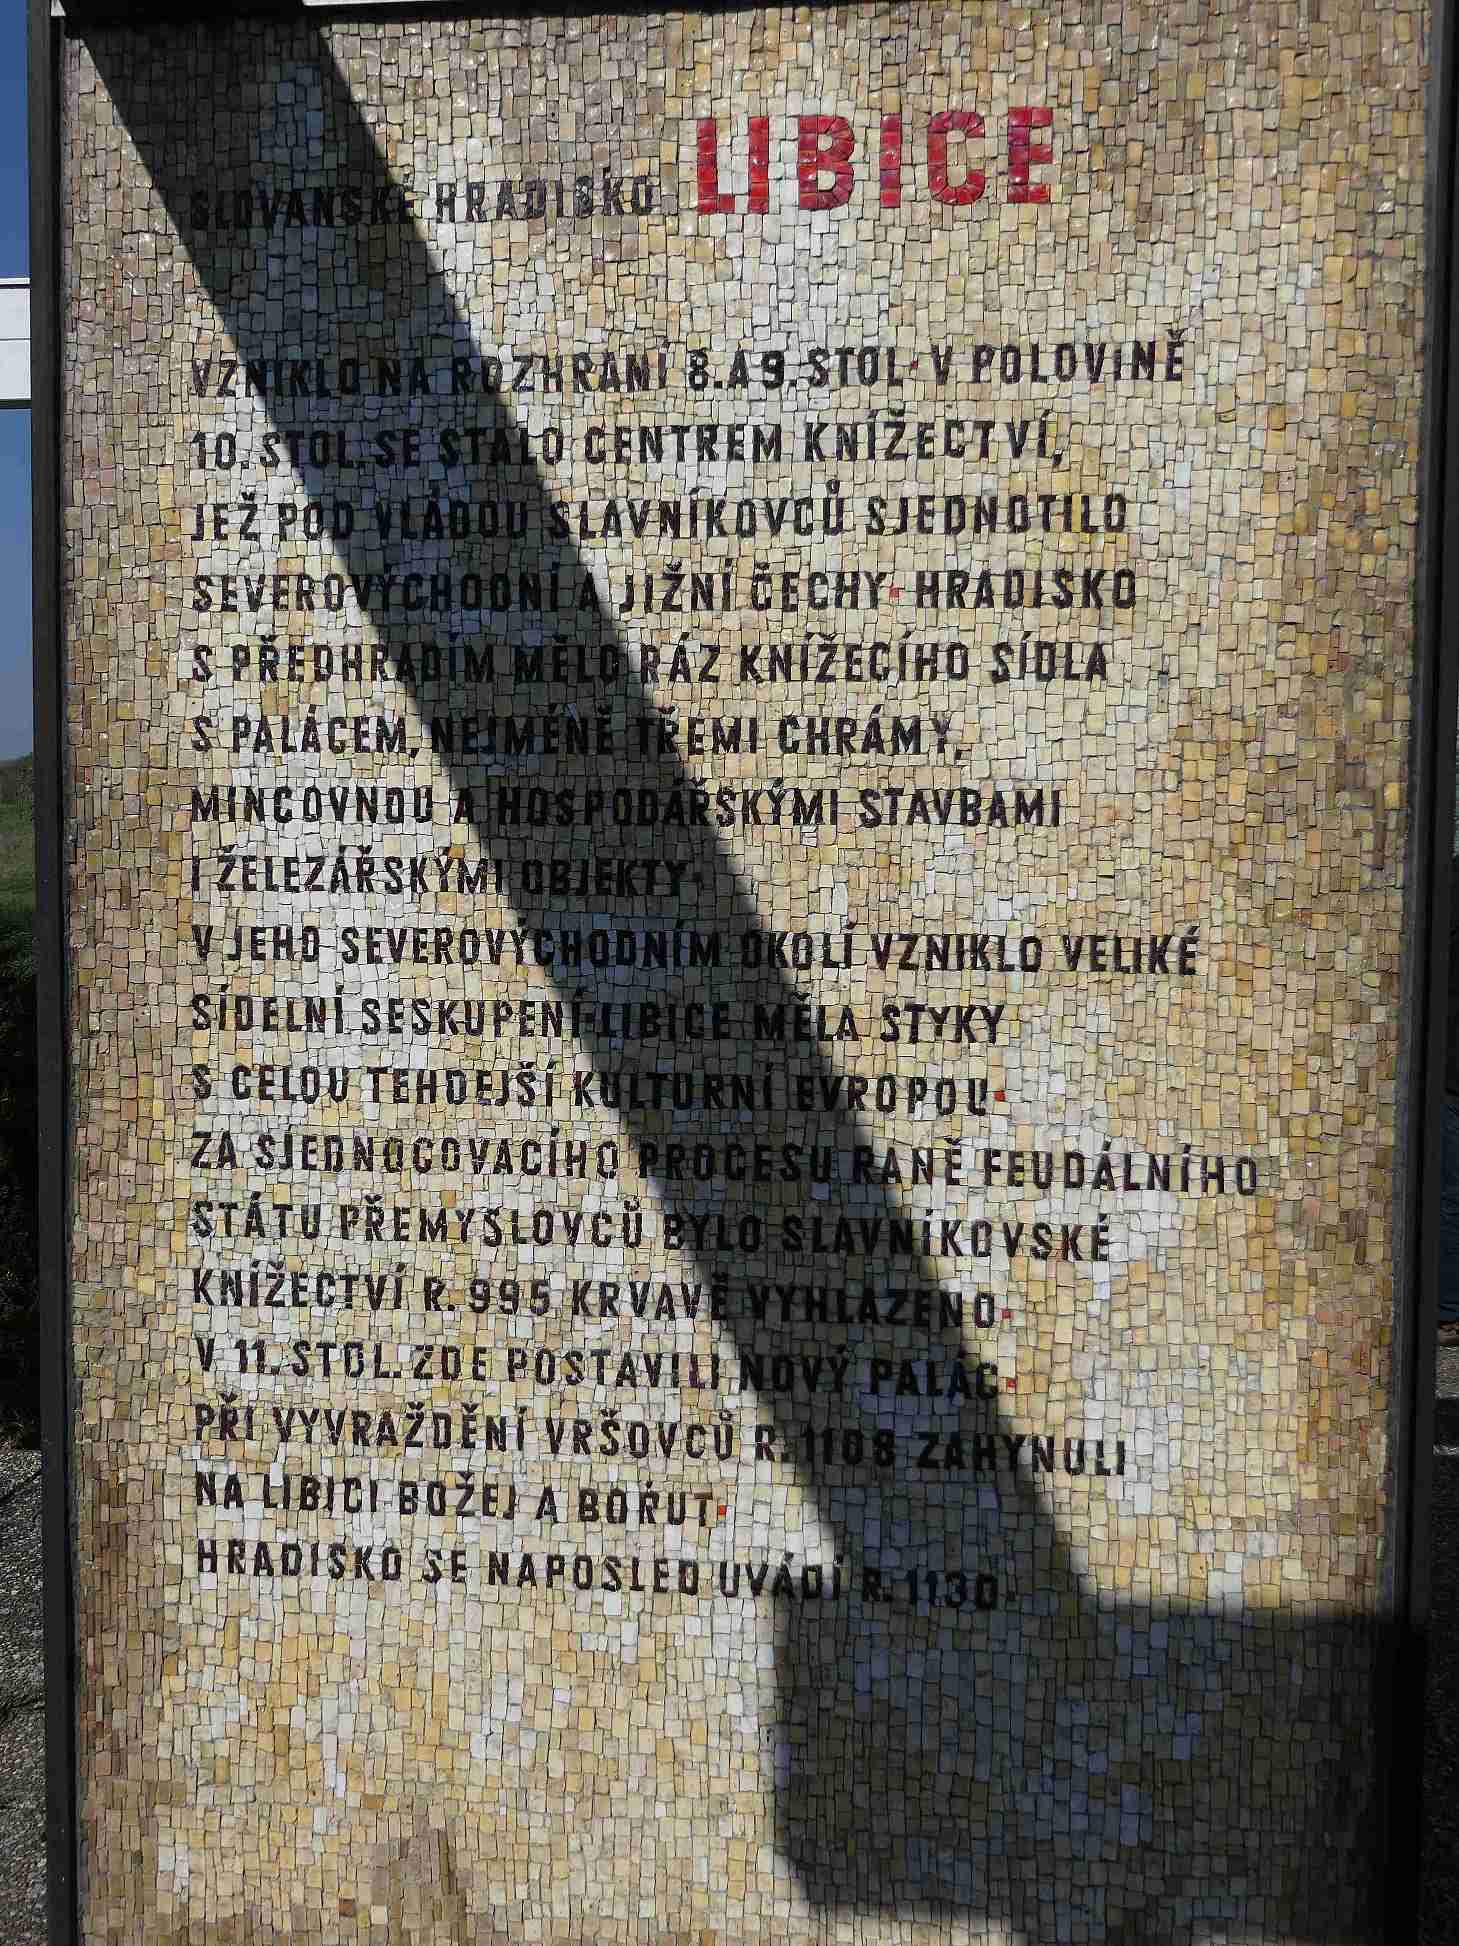 SLOVANSKÉ HRADISKO LIBICE
VZNIKLO NA ROZHRANÍ 8.A 9. STOL. V POLOVINĚ
10. STOL. SE STALO CENTREM KNÍŽECTVÍ,
JEŽ POD VLÁDOU SLAVNÍKOVCŮ SJEDNOTILO
SEVEROVÝCHODNÍ A JIŽNÍ ČECHY. HRADISKO
S PŘEDHRADÍM MĚLO RÁZ KNÍŽECÍHO SÍDLA
S PALÁCEM, NEJMÉNĚ TŘEMI CHRÁMY,
MINCOVNOU A HOSPODÁŘSKÝMI STAVBAMI
I ŽELEZÁŘSKÝMI OBJEKTY.
V JEHO SEVEROVÝCHODNÍM OKOLÍ VZNIKLO VELIKÉ
SÍDELNÍ SESKUPENÍ. LIBICE MĚLA STYKY
S CELOU TEHDEJŠÍ KULTURNÍ EVROPOU.
ZA SJEDNOCOVACÍHO PROCESU RANĚ FEUDÁLNÍHO
STÁTU PŘEMYSLOVCŮ BYLO SLAVNÍKOVSKÉ
KNÍŽECTVÍ R. 995 KRVAVĚ VYHLAZENO.
V 11. STOL. ZDE POSTAVILI NOVÝ PALÁC.
PŘI VYVRAŽDĚNÍ VRŠOVCŮ R. 1108 ZAHYNULI
NA LIBICI BOŽEJ A BOŘUT.
HRADISKO SE NAPOSLED UVÁDÍ R. 1130.